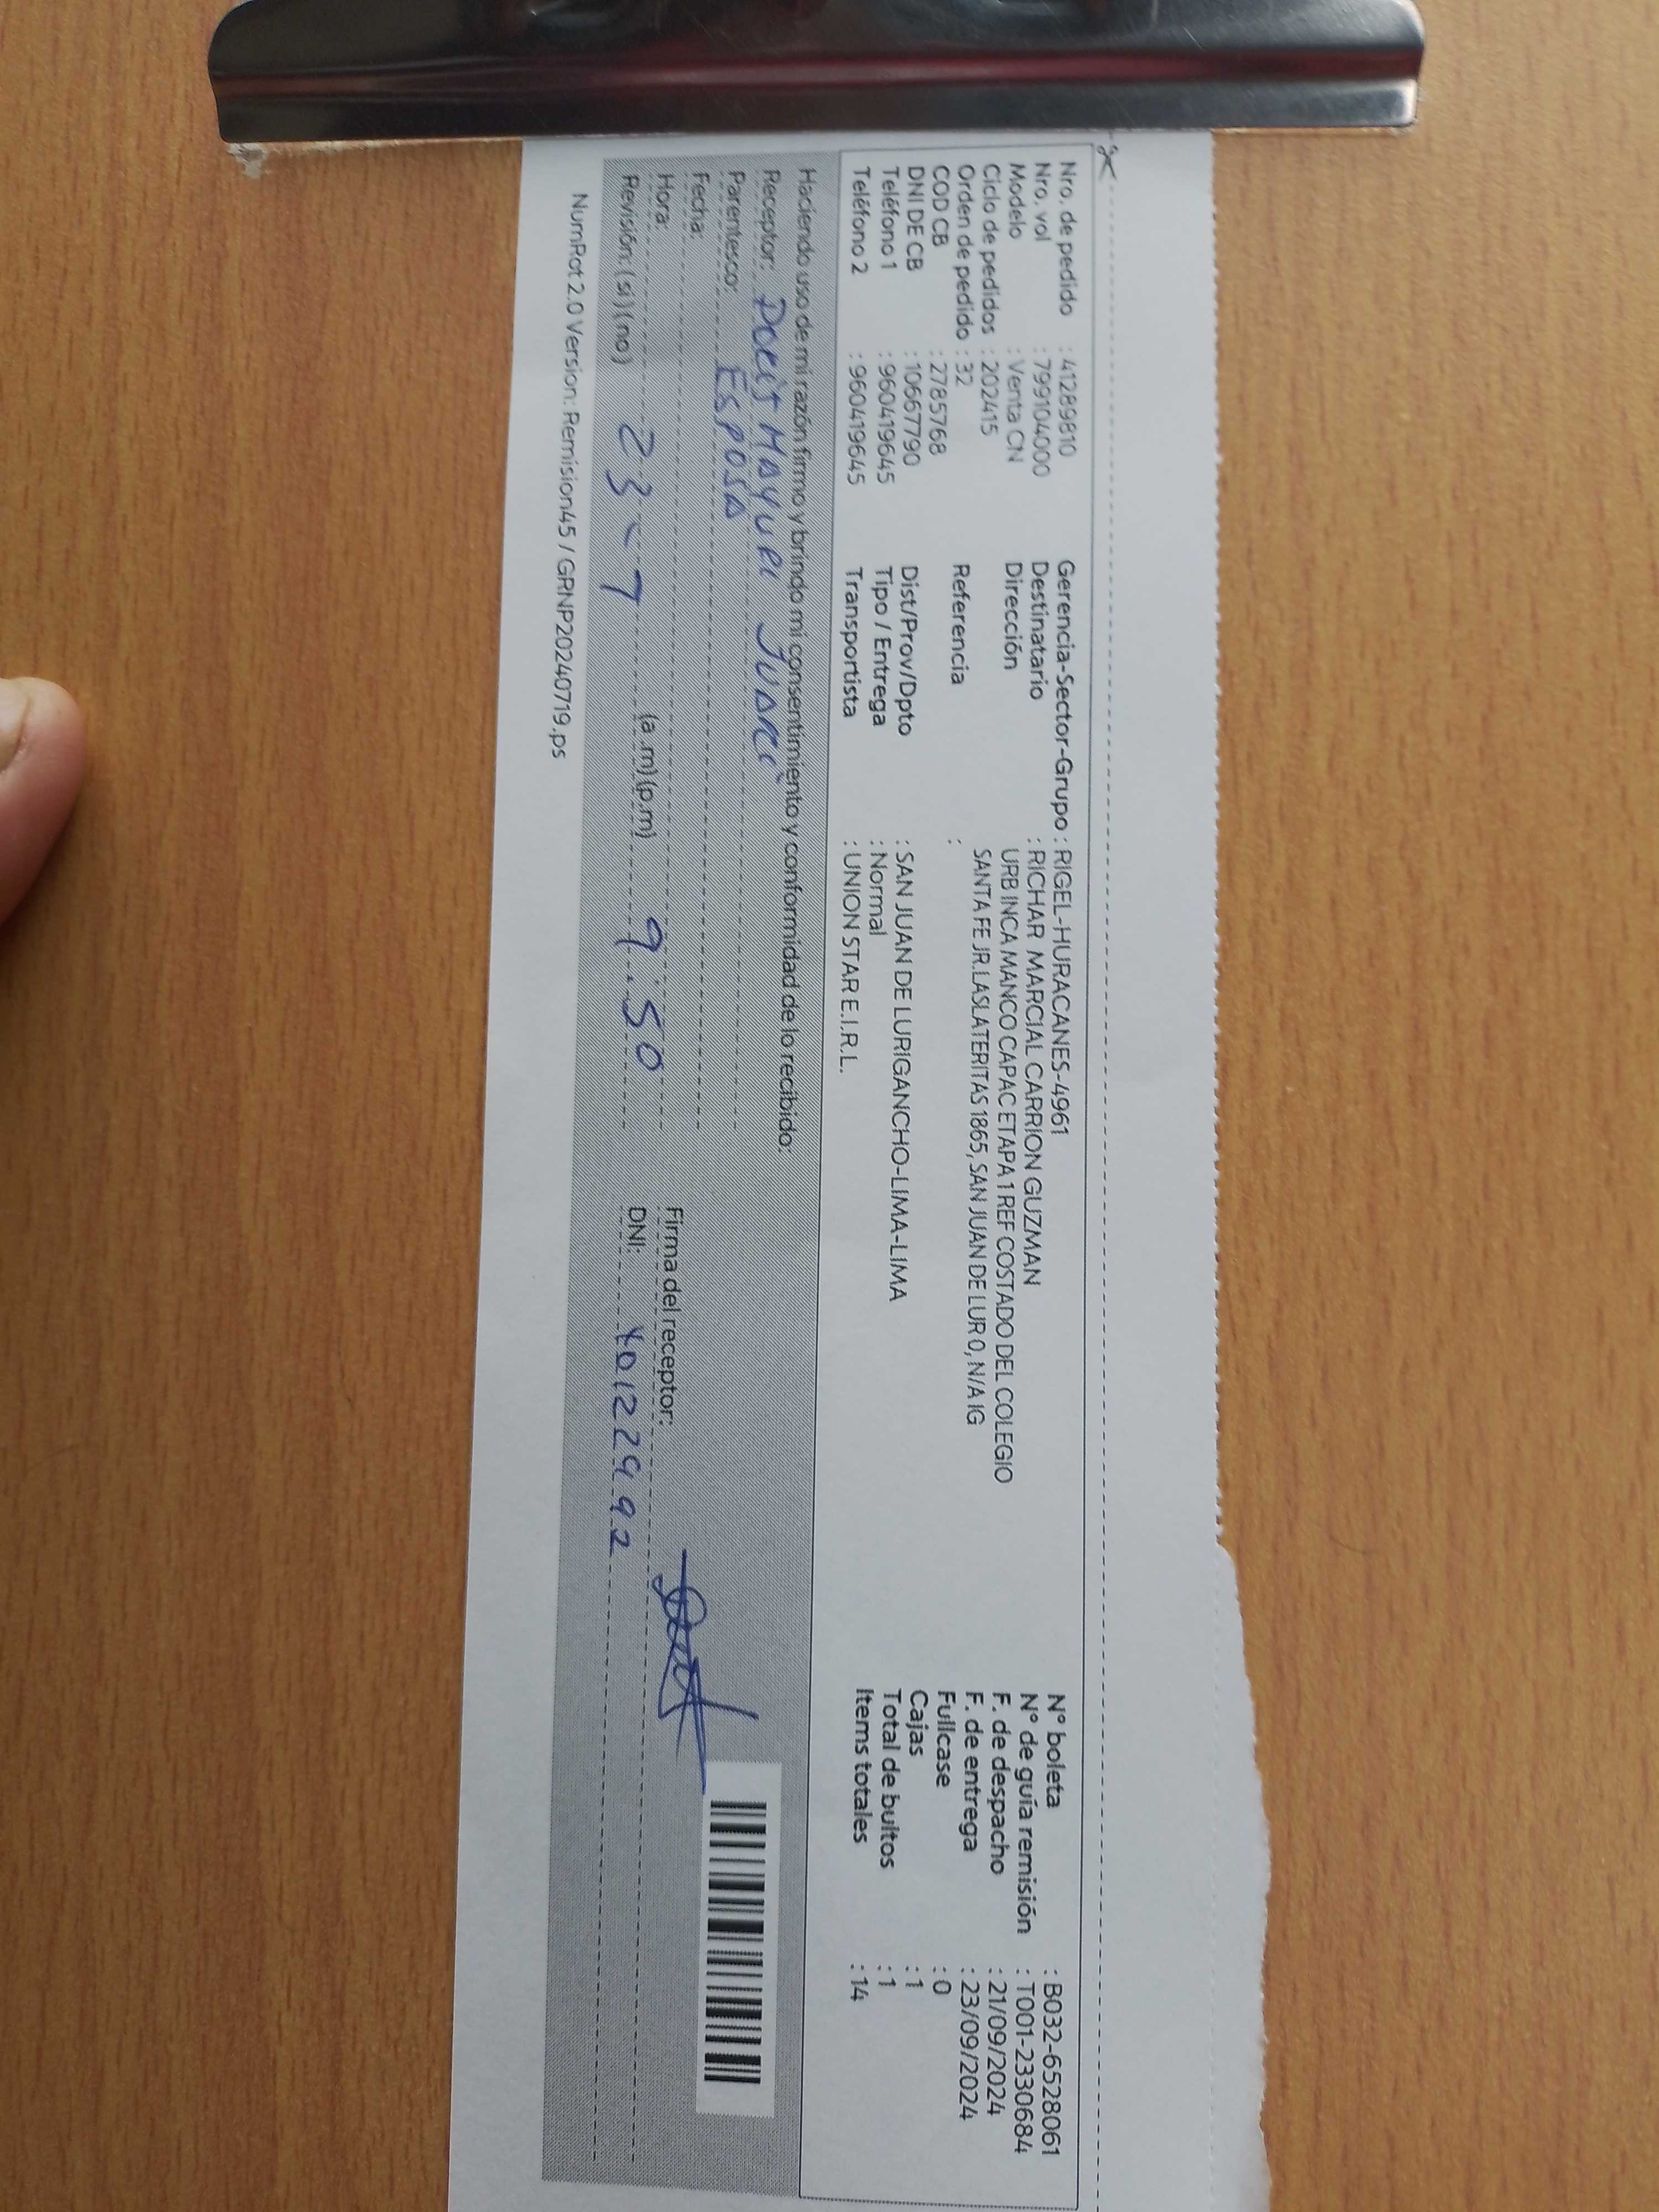 Nro. de pedido : 41289810 Gerencia-Sector-Grupo : RIGEL-HURACANES-4961 N° boleta : B032-6528061
Nro. vol : 799104000 Destinatario : RICHAR MARCIAL CARRION GUZMAN N° de guía remisión : T001-2330684
Modelo : Venta CN Dirección URB INCA MANCO CAPAC ETAPA 1 REF COSTADO DEL COLEGIO F. de despacho : 21/09/2024
Ciclo de pedidos : 202415 SANTA FE JR.LASLATERITAS 1865, SAN JUAN DE LUR 0, N/A IG F. de entrega : 23/09/2024
Orden de pedido : 32 Referencia : Fullcase : 0
COD CB : 2785768 Cajas : 1
DNI DE CB : 10667790 Dist/Prov/Dpto : SAN JUAN DE LURIGANCHO-LIMA-LIMA Total de bultos : 1
Teléfono 1 : 960419645 Tipo / Entrega : Normal Items totales : 14
Teléfono 2 : 960419645 Transportista : UNION STAR E.I.R.L.
Haciendo uso de mi razón firmo y brindo mi consentimiento y conformidad de lo recibido:
Receptor: DORIS MAYURI JUAREZ
Parentesco: ESPOSA
Fecha:
Hora: (a.m)(p.m) 9:50 Firma del receptor:
Revisión: (si)(no) 23-7 DNI: 40122992
NumRot 2.0 Version: Remision45 / GRNP20240719.ps